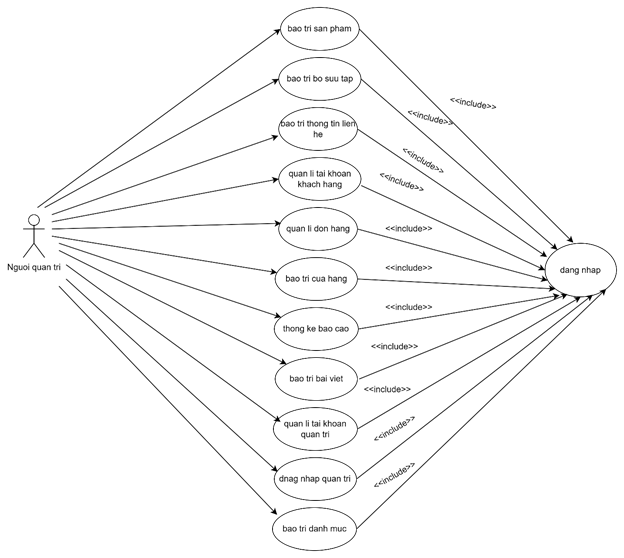 bao tri san pham
bao tri bo suu tap
<<include>>
<<include>>
bao tri thong tin lien
he
<<include>>
quan li tai khoan
khach hang
<<include>>
quan li don hang
<<include>>
Nguoi quan tri
bao tri cua hang
<<include>>
dang nhap
thong ke bao cao
<<include>>
<<include>>
bao tri bai viet
<<include>>
quan li tai khoan
quan tri
<<include>>
dnag nhap quan tri
<<include>>
bao tri danh muc